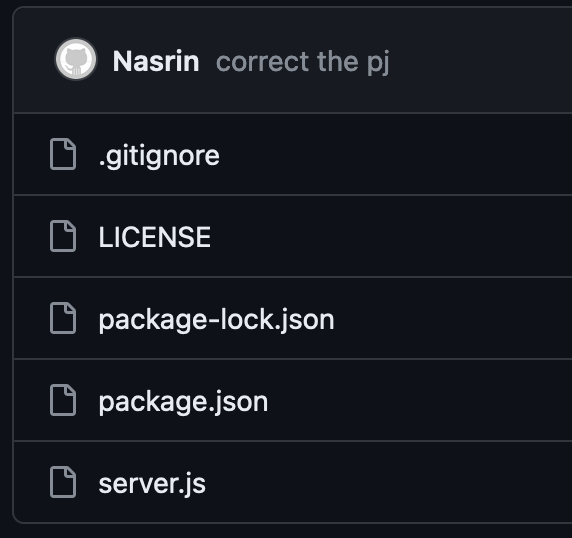 Nasrin correct the pj
.gitignore
LICENSE
package-lock.json
package.json
server.js